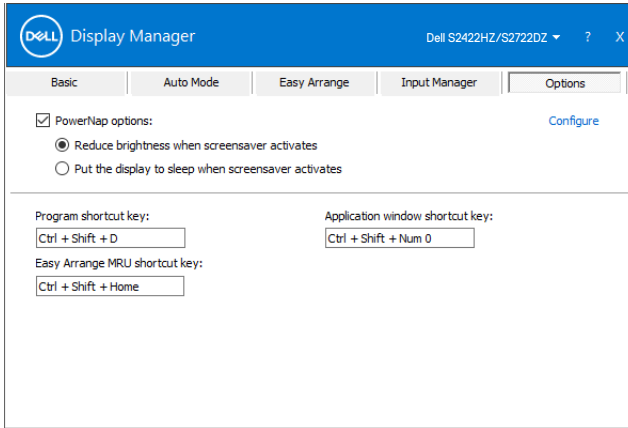 DELL Display Manager
Dell S2422HZ/S2722DZ ? X
Basic Auto Mode Easy Arrange Input Manager Options
PowerNap options: Configure
Reduce brightness when screensaver activates
Put the display to sleep when screensaver activates
Program shortcut key: Application window shortcut key:
Ctrl + Shift + D Ctrl + Shift + Num 0
Easy Arrange MRU shortcut key:
Ctrl + Shift + Home